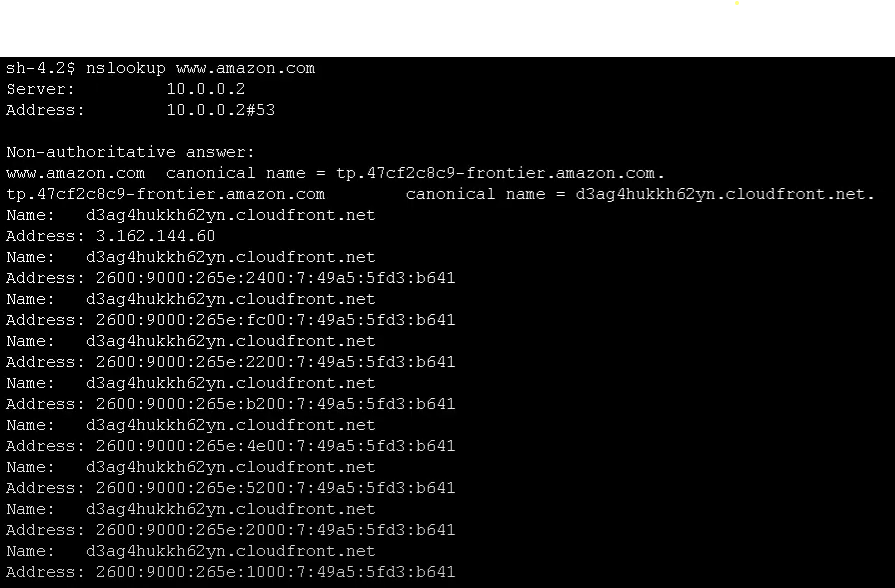 sh-4.2$ nslookup www.amazon.com
Server:         10.0.0.2
Address:        10.0.0.2#53

Non-authoritative answer:
www.amazon.com  canonical name = tp.47cf2c8c9-frontier.amazon.com.
tp.47cf2c8c9-frontier.amazon.com        canonical name = d3ag4hukkh62yn.cloudfront.net.
Name:   d3ag4hukkh62yn.cloudfront.net
Address: 3.162.144.60
Name:   d3ag4hukkh62yn.cloudfront.net
Address: 2600:9000:265e:2400:7:49a5:5fd3:b641
Name:   d3ag4hukkh62yn.cloudfront.net
Address: 2600:9000:265e:fc00:7:49a5:5fd3:b641
Name:   d3ag4hukkh62yn.cloudfront.net
Address: 2600:9000:265e:2200:7:49a5:5fd3:b641
Name:   d3ag4hukkh62yn.cloudfront.net
Address: 2600:9000:265e:b200:7:49a5:5fd3:b641
Name:   d3ag4hukkh62yn.cloudfront.net
Address: 2600:9000:265e:4e00:7:49a5:5fd3:b641
Name:   d3ag4hukkh62yn.cloudfront.net
Address: 2600:9000:265e:5200:7:49a5:5fd3:b641
Name:   d3ag4hukkh62yn.cloudfront.net
Address: 2600:9000:265e:2000:7:49a5:5fd3:b641
Name:   d3ag4hukkh62yn.cloudfront.net
Address: 2600:9000:265e:1000:7:49a5:5fd3:b641